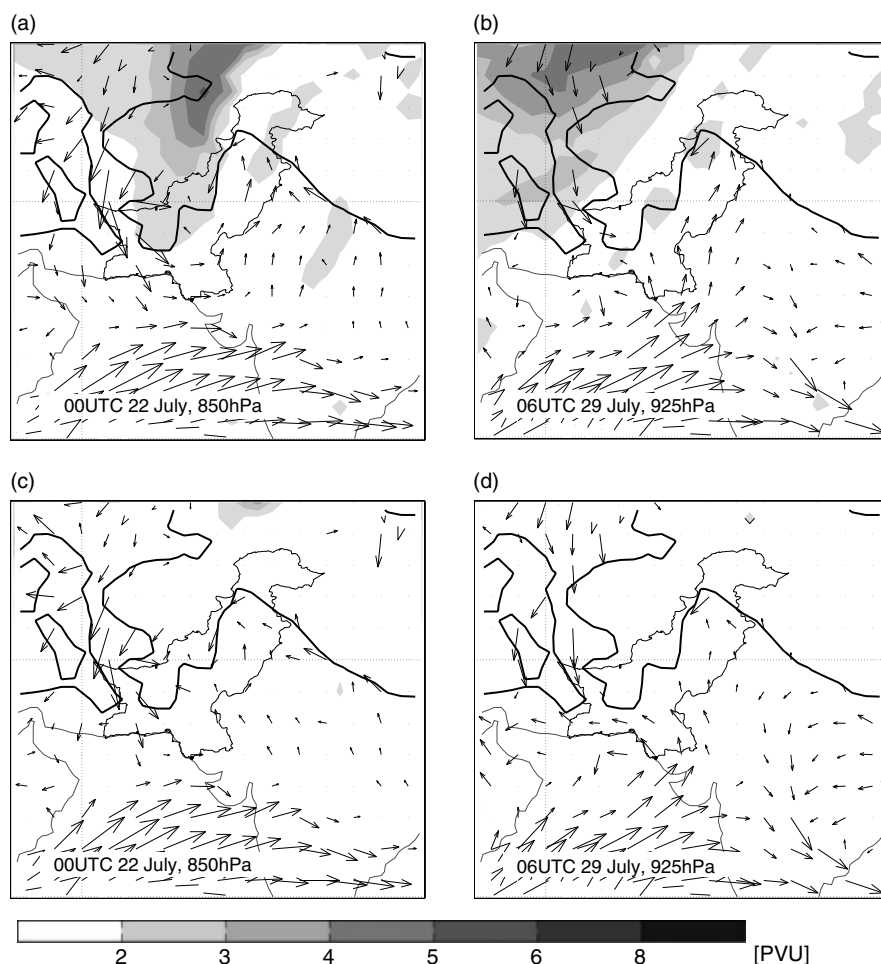 (a) (b)
00UTC 22 July, 850hPa 06UTC 29 July, 925hPa
(c) (d)
00UTC 22 July, 850hPa 06UTC 29 July, 925hPa
2 3 4 5 6 8 [PVU]